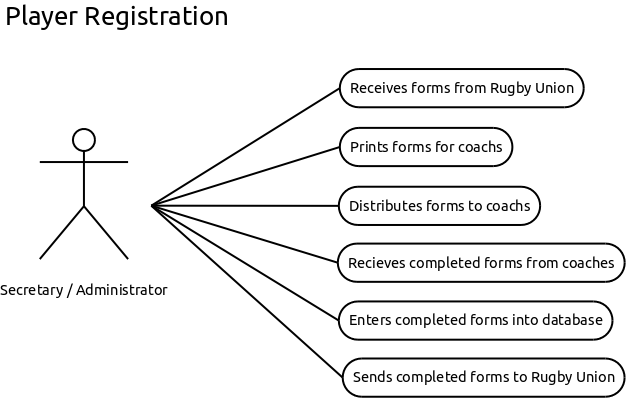 Player Registration
Receives forms from Rugby Union
Prints forms for coachs
Distributes forms to coachs
Recieves completed forms from coaches
Secretary / Administrator
Enters completed forms into database
Sends completed forms to Rugby Union